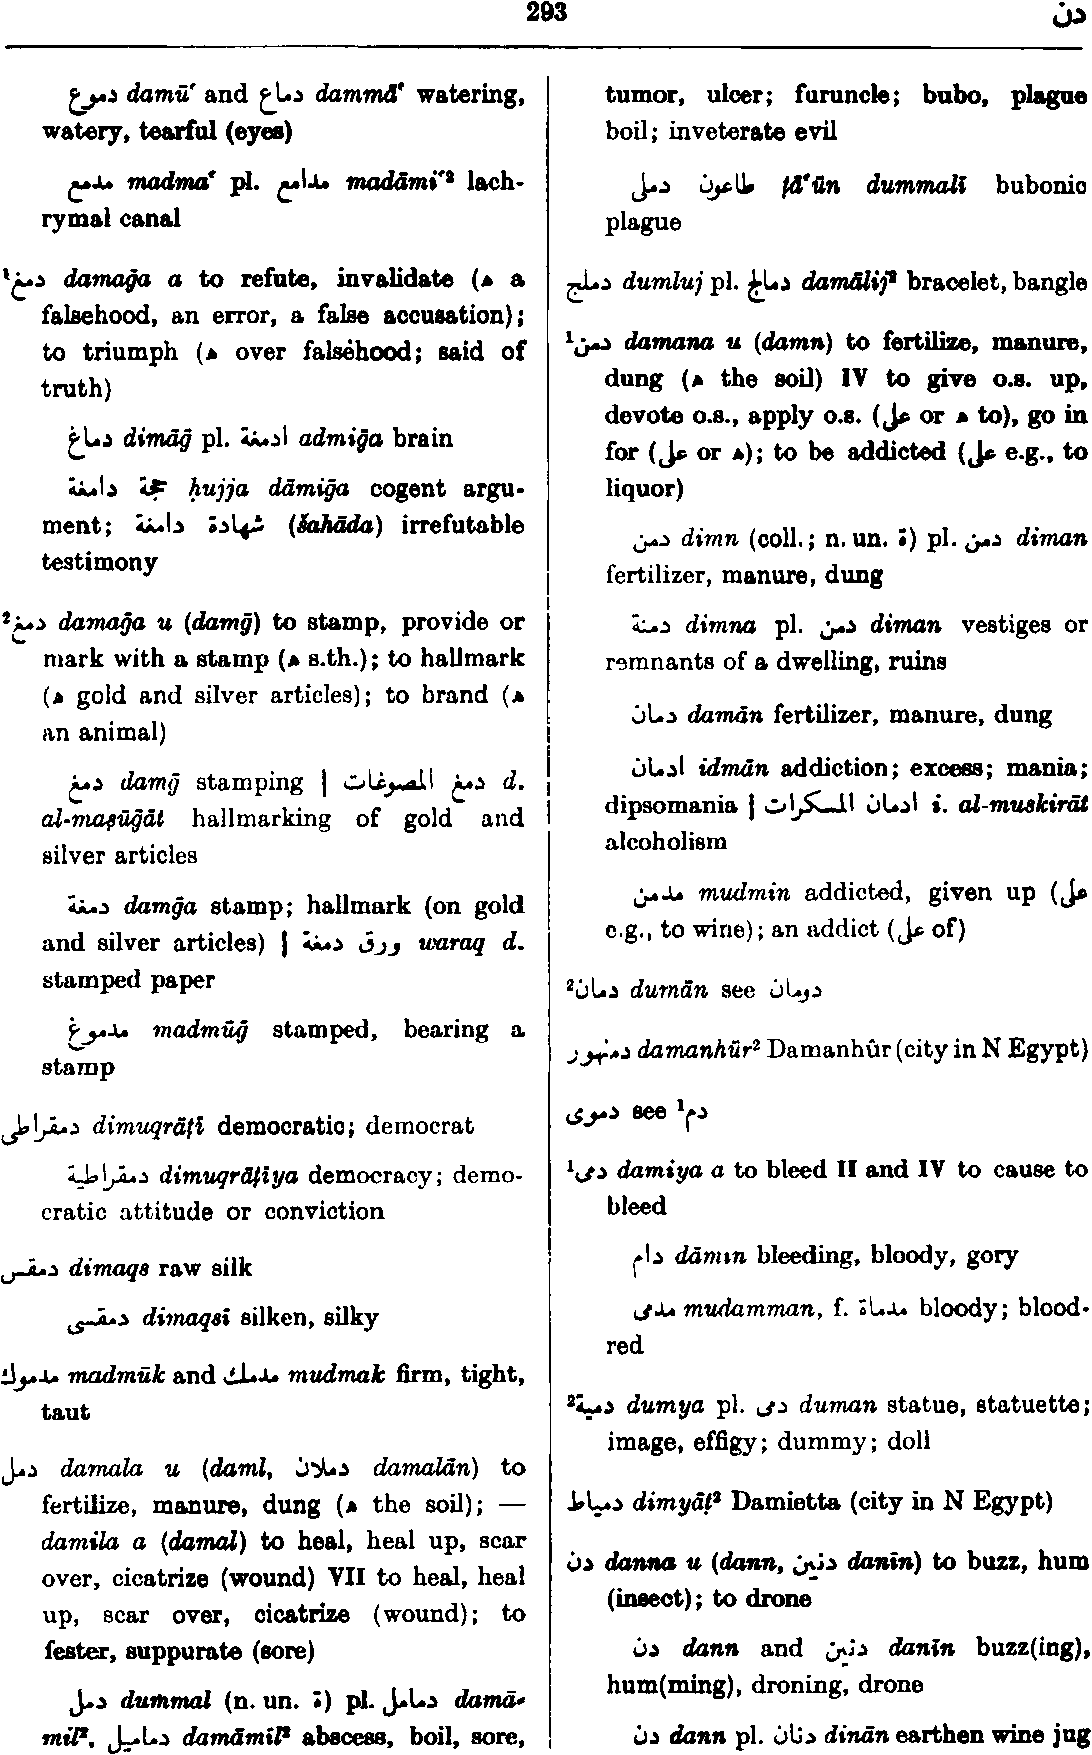 293
دن
دموع damū‘ and دماع dammā‘ watering,
watery, tearful (eyes)
مدمع madma‘ pl. مدامع madāmi‘² lach-
rymal canal
¹دمغ damaḡa a to refute, invalidate (ه a
falsehood, an error, a false accusation);
to triumph (ه over falsehood; said of
truth)
دماغ dimāḡ pl. ادمغة admiḡa brain
حجة دامغة ḥujja dāmiḡa cogent argu-
ment; شهادة دامغة (šahāda) irrefutable
testimony
²دمغ damaḡa u (damḡ) to stamp, provide or
mark with a stamp (ه s.th.); to hallmark
(ه gold and silver articles); to brand (ه
an animal)
دمغ damḡ stamping | دمغ المصوغات d.
al-maṣūḡāt hallmarking of gold and
silver articles
دمغة damḡa stamp; hallmark (on gold
and silver articles) | ورق دمغة waraq d.
stamped paper
مدموغ madmūḡ stamped, bearing a
stamp
دمقراطى dimuqrāṭī democratic; democrat
دمقراطية dimuqrāṭīya democracy; demo-
cratic attitude or conviction
دمقس dimaqs raw silk
دمقسى dimaqsī silken, silky
مدموك madmūk and مدمك mudmak firm, tight,
taut
دمل damala u (daml, دملان damalān) to
fertilize, manure, dung (ه the soil); —
damila a (damal) to heal, heal up, scar
over, cicatrize (wound) VII to heal, heal
up, scar over, cicatrize (wound); to
fester, suppurate (sore)
دمل dummal (n. un. ة) pl. دمامل damā-
mil², دماميل damāmīl² abscess, boil, sore,
tumor, ulcer; furuncle; bubo, plague
boil; inveterate evil
طاعون دملى ṭā‘ūn dummalī bubonic
plague
دملج dumluj pl. دمالج damālij² bracelet, bangle
¹دمن damana u (damn) to fertilize, manure,
dung (ه the soil) IV to give o.s. up,
devote o.s., apply o.s. (على or ه to), go in
for (على or ه); to be addicted (على e.g., to
liquor)
دمن dimn (coll.; n. un. ة) pl. دمن diman
fertilizer, manure, dung
دمنة dimna pl. دمن diman vestiges or
remnants of a dwelling, ruins
دمان damān fertilizer, manure, dung
ادمان idmān addiction; excess; mania;
dipsomania | ادمان المسكرات i. al-muskirāt
alcoholism
مدمن mudmin addicted, given up (على
e.g., to wine); an addict (على of)
²دمان dumān see دومان
دمنهور damanhūr² Damanhûr (city in N Egypt)
دموى see ¹دم
¹دمى damiya a to bleed II and IV to cause to
bleed
دام dāmin bleeding, bloody, gory
مدمى mudamman, f. مدماة bloody; blood-
red
²دمية dumya pl. دمى duman statue, statuette;
image, effigy; dummy; doll
دمياط dimyāṭ² Damietta (city in N Egypt)
دن danna u (dann, دنين danīn) to buzz, hum
(insect); to drone
دن dann and دنين danīn buzz(ing),
hum(ming), droning, drone
دن dann pl. دنان dinān earthen wine jug